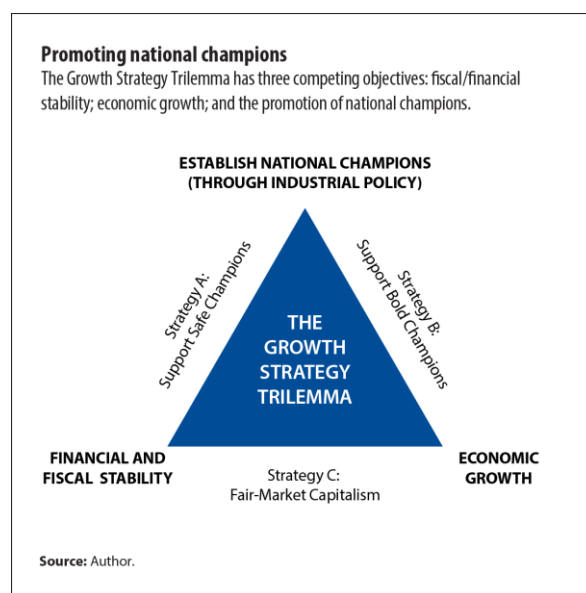 Promoting national champions
The Growth Strategy Trilemma has three competing objectives: fiscal/financial
stability; economic growth; and the promotion of national champions.
ESTABLISH NATIONAL CHAMPIONS
(THROUGH INDUSTRIAL POLICY)
Strategy A:
Support Safe Champions
Strategy B:
Support Bold Champions
THE
GROWTH
STRATEGY
TRILEMMA
FINANCIAL AND
FISCAL STABILITY
ECONOMIC
GROWTH
Strategy C:
Fair-Market Capitalism
Source: Author.